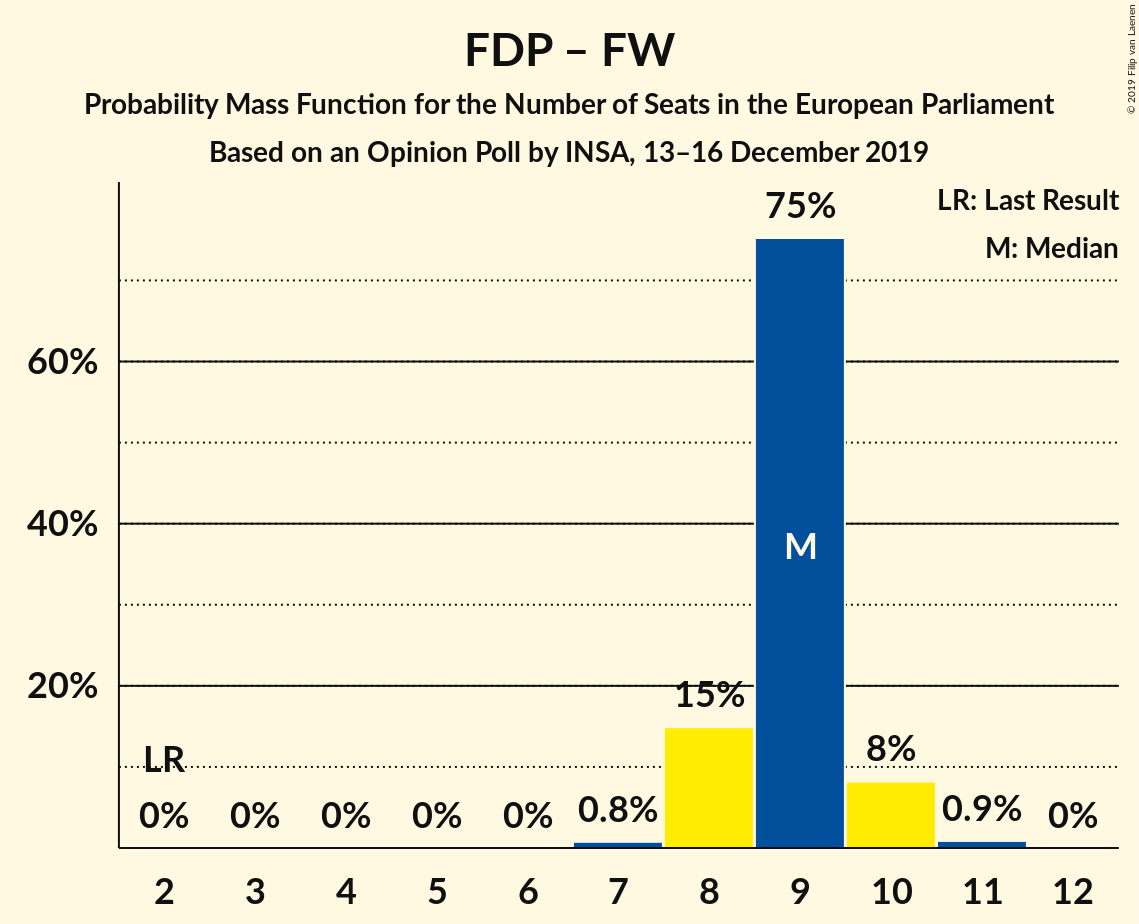 FDP – FW
Probability Mass Function for the Number of Seats in the European Parliament
Based on an Opinion Poll by INSA, 13–16 December 2019
© 2019 Filip van Laenen
LR: Last Result
M: Median
75%
60%
40%
M
20%
15%
LR
8%
0% 0% 0% 0% 0% 0.8% 0.9% 0%
2 3 4 5 6 7 8 9 10 11 12